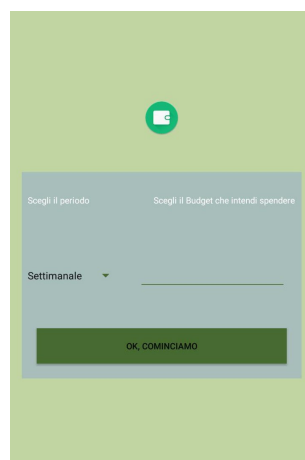 Scegli il periodo
Scegli il Budget che intendi spendere
Settimanale
OK, COMINCIAMO